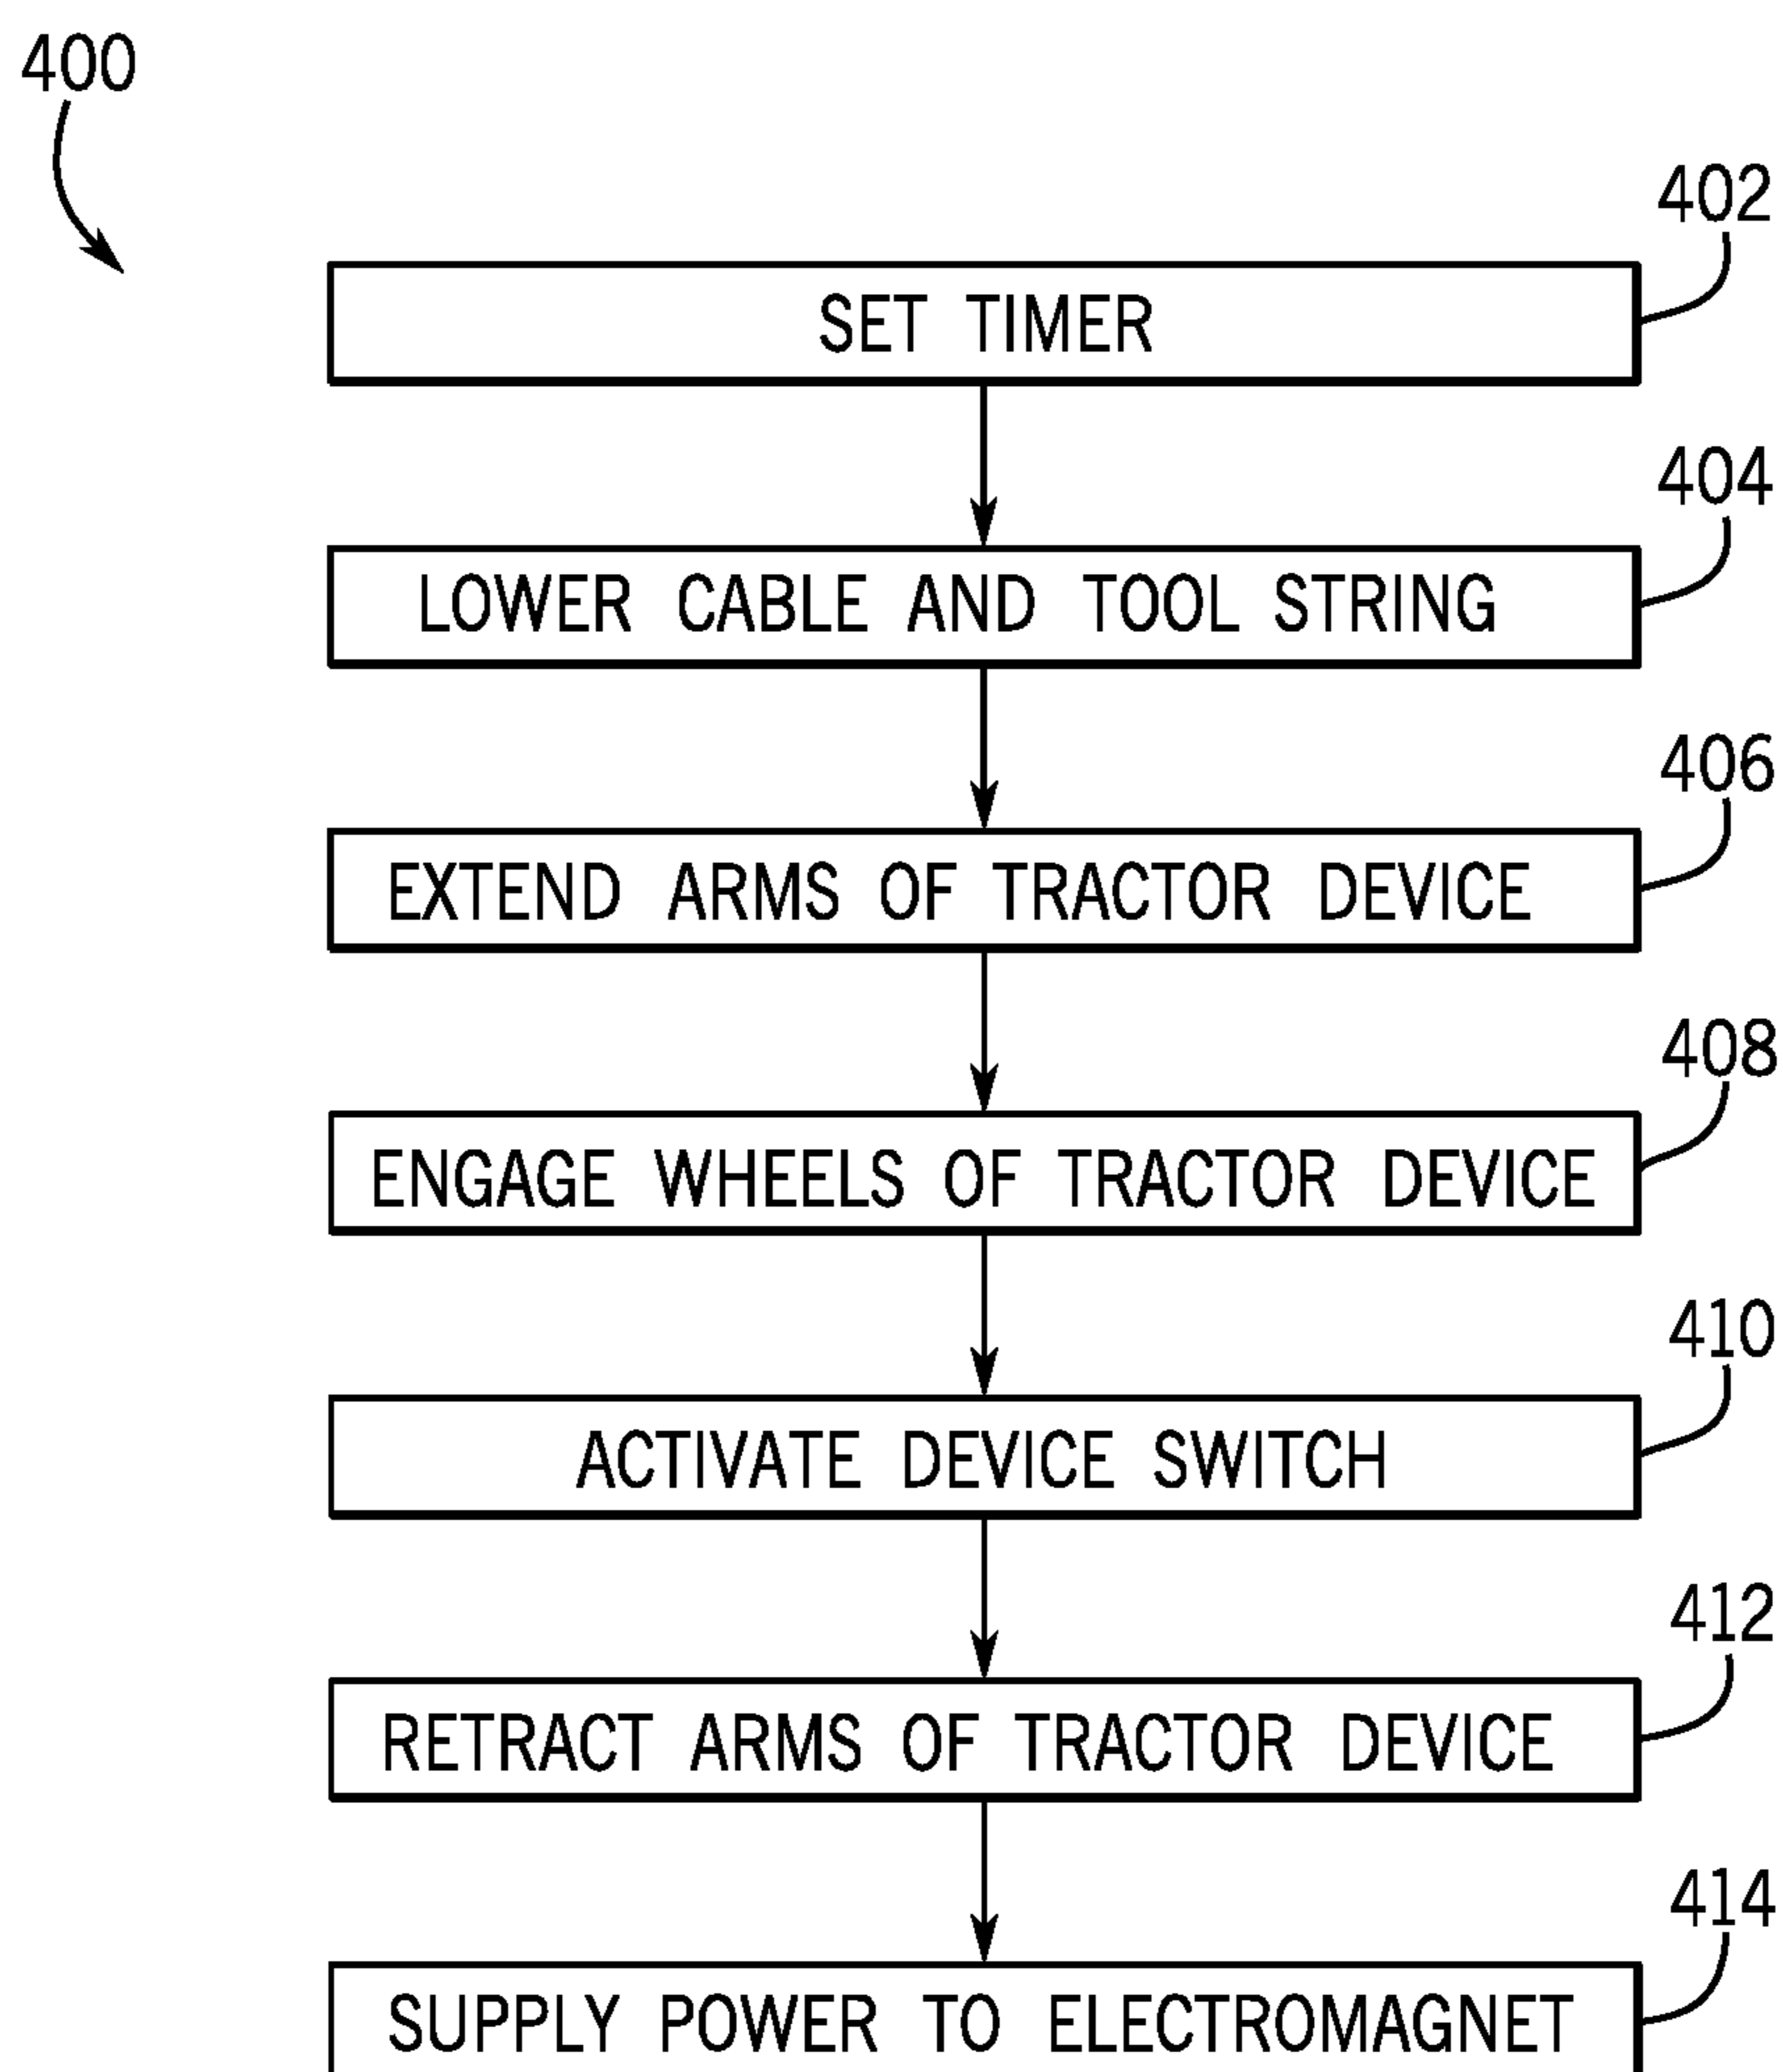 400
402
SET TIMER
404
LOWER CABLE AND TOOL STRING
406
EXTEND ARMS OF TRACTOR DEVICE
408
ENGAGE WHEELS OF TRACTOR DEVICE
410
ACTIVATE DEVICE SWITCH
412
RETRACT ARMS OF TRACTOR DEVICE
414
SUPPLY POWER TO ELECTROMAGNET